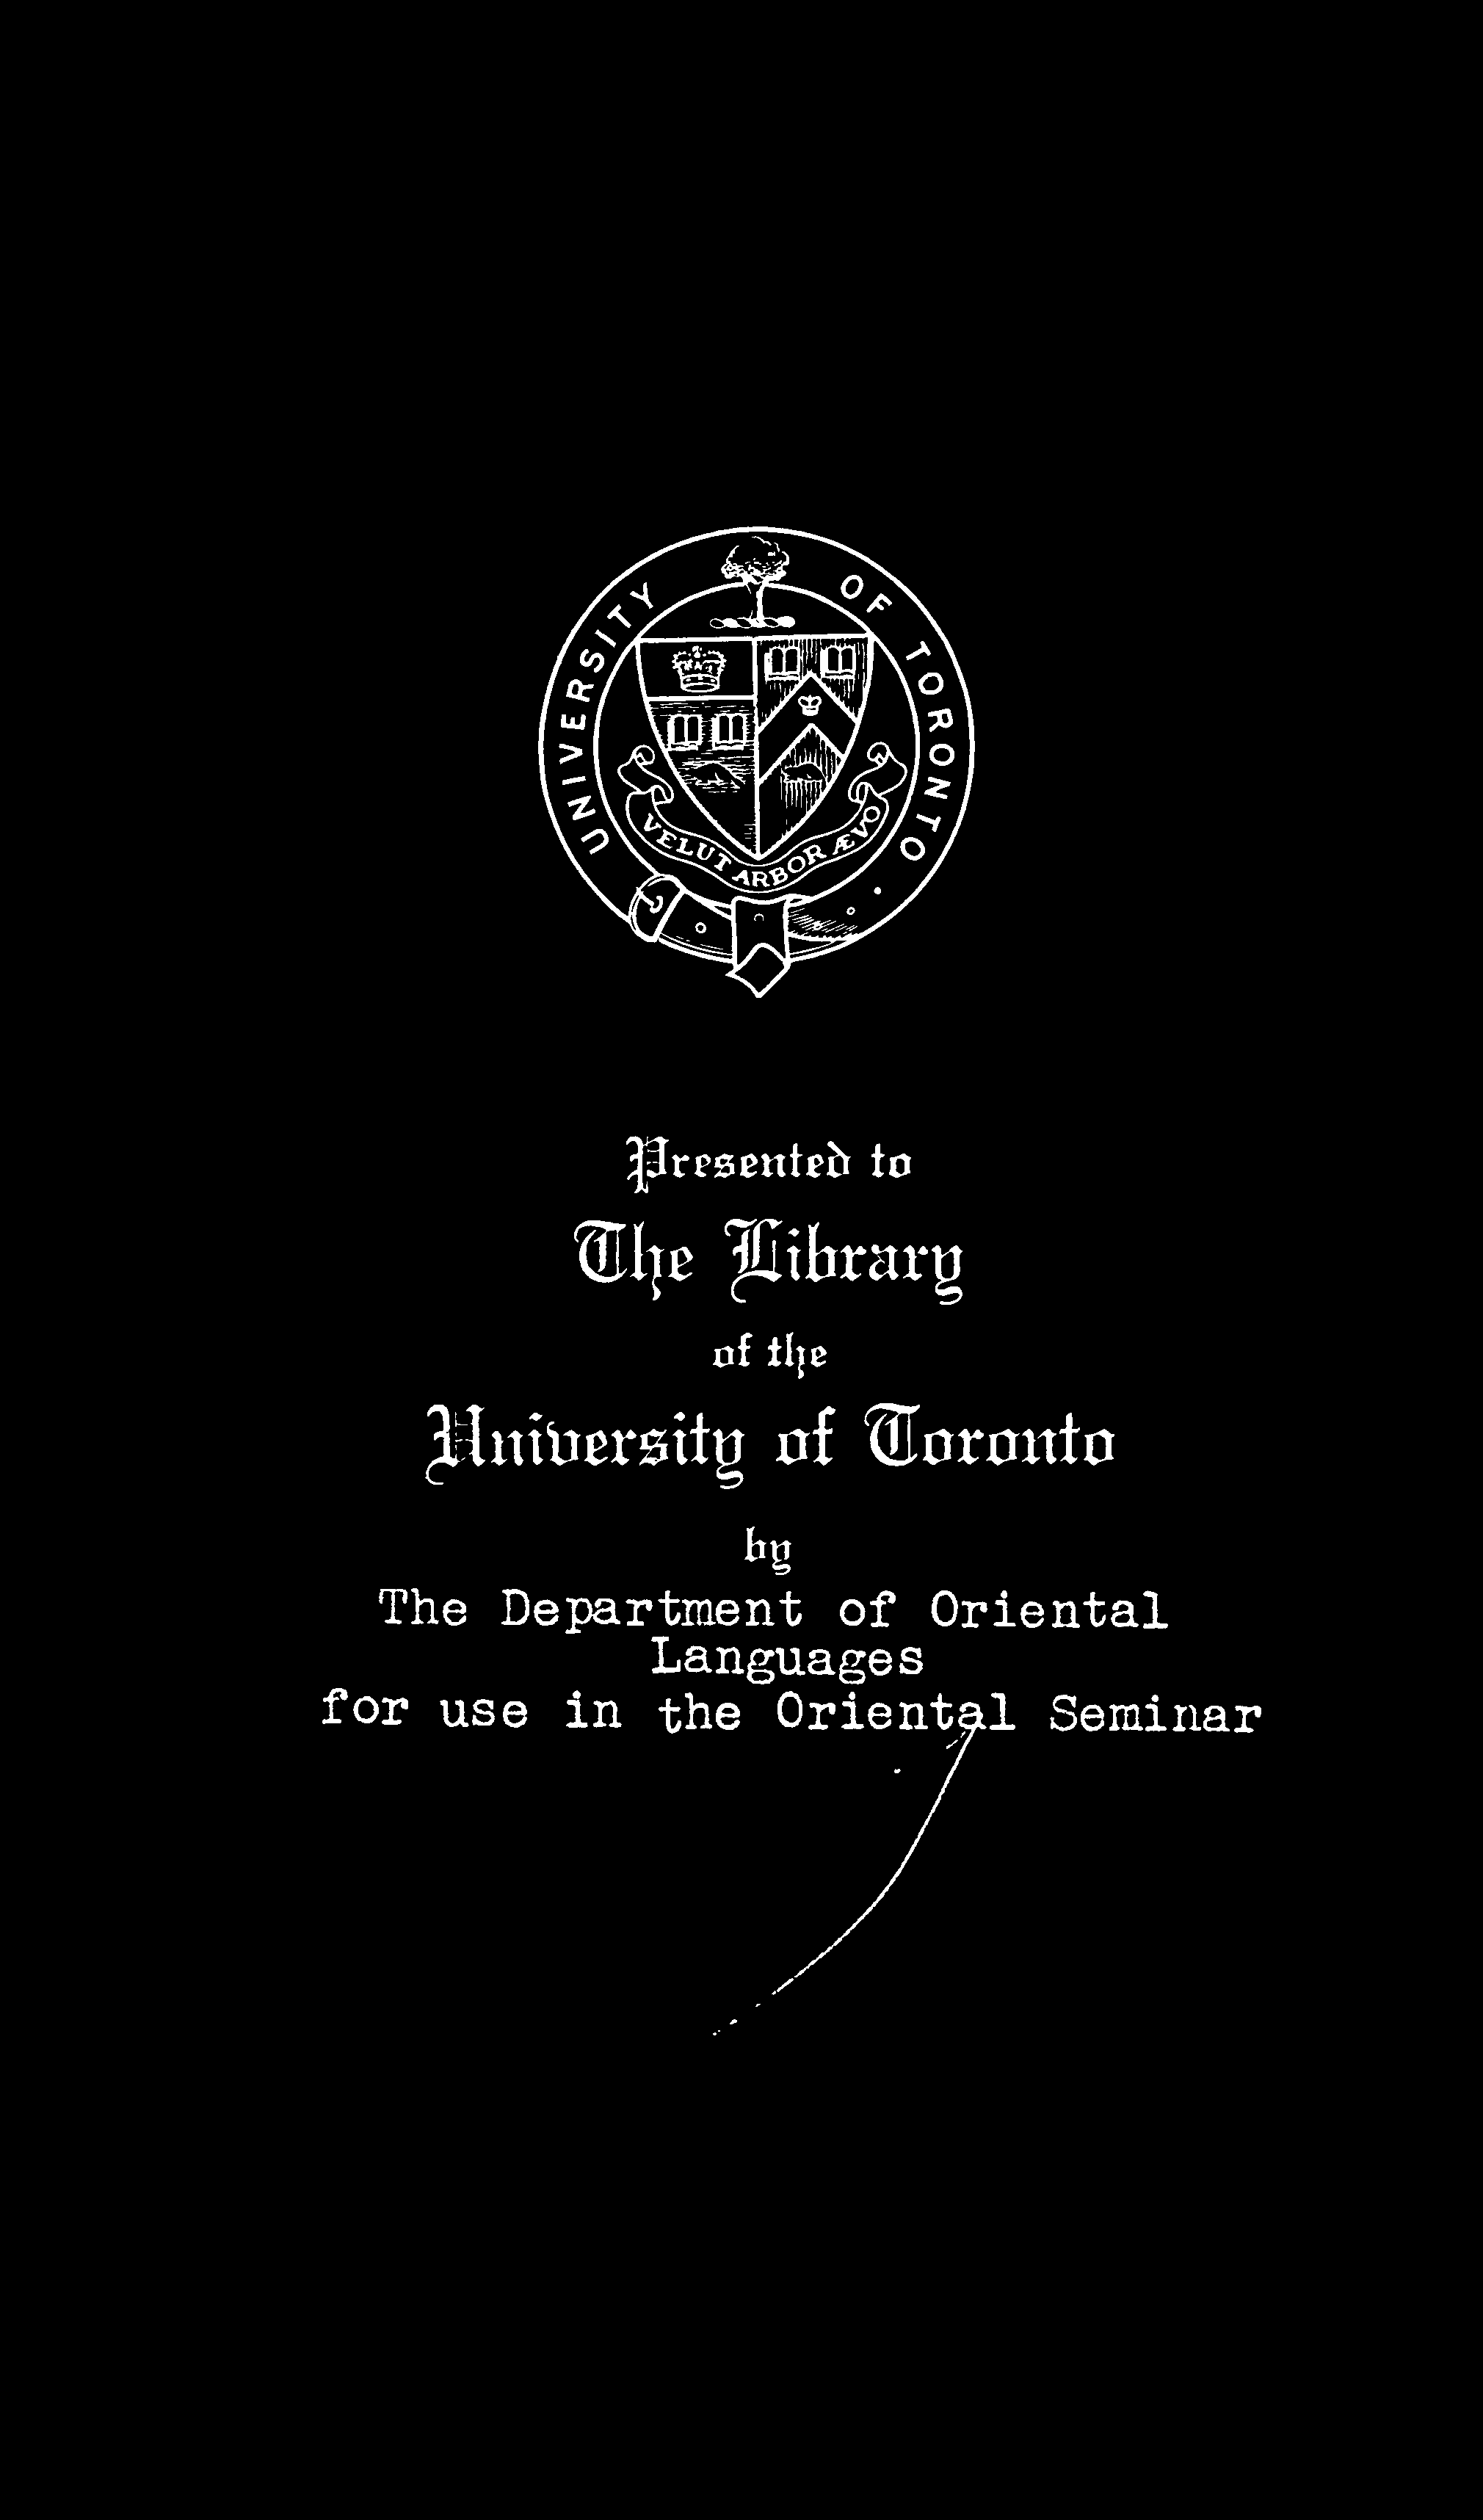 UNIVERSITY OF TORONTO
VELUT ARBOR ÆVO
Presented to
The Library
of the
University of Toronto
by
The Department of Oriental
Languages
for use in the Oriental Seminar